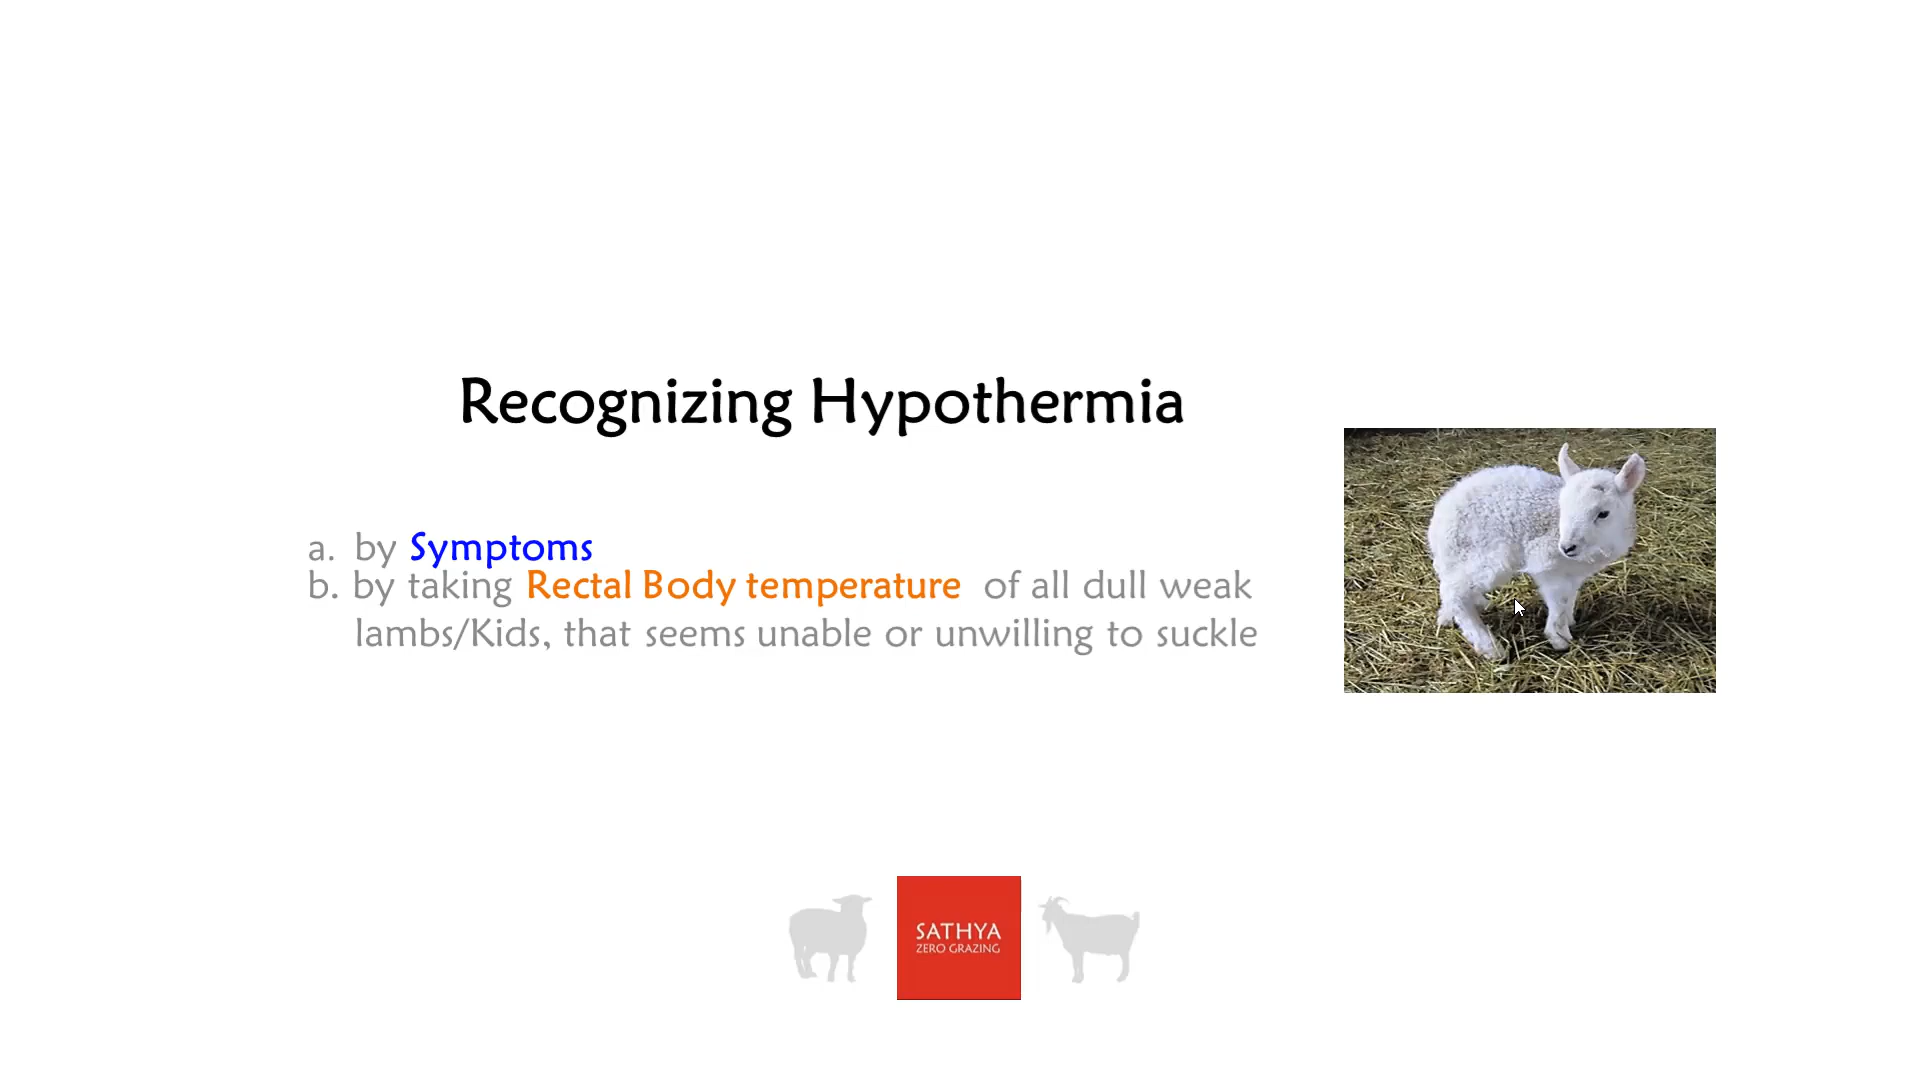 Recognizing Hypothermia
a. by Symptoms
b. by taking Rectal Body temperature of all dull weak
lambs/Kids, that seems unable or unwilling to suckle
SATHYA
ZERO GRAZING